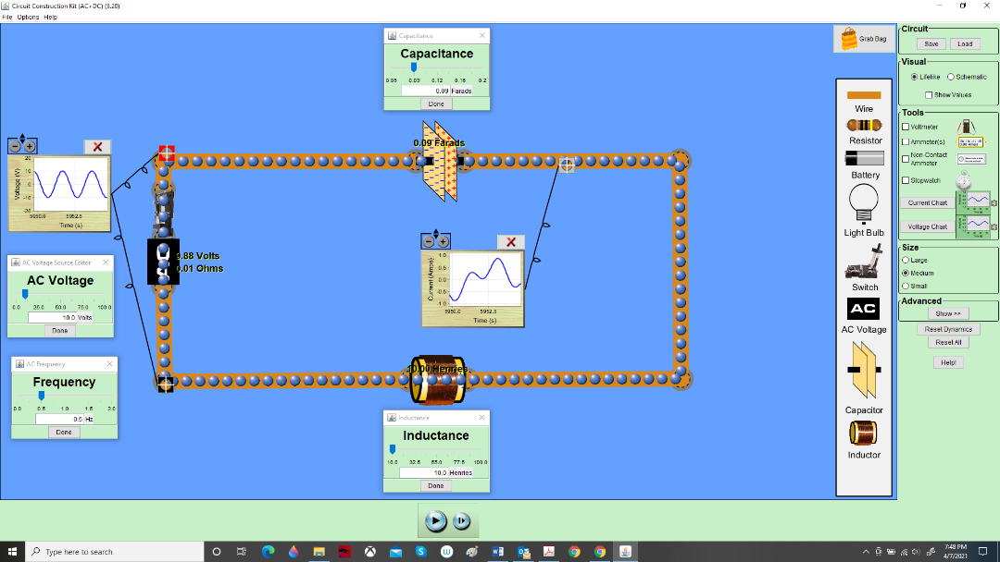 Circuit Construction Kit (AC+DC) (3.20)
File Options Help
Capacitance
Capacitance
0.05 0.09 0.12 0.16 0.2
0.09 Farads
Done
0.09 Farads
20
10
0
-10
-20
Voltage (V)
5950.0 5952.5
Time (s)
9.88 Volts
0.01 Ohms
AC Voltage Source Editor
AC Voltage
0.0 25.0 50.0 75.0 100.0
10.0 Volts
Done
AC Frequency
Frequency
0.0 0.5 1.0 1.5 2.0
0.5 Hz
Done
1.0
0.5
0.0
-0.5
-1.0
Current (Amps)
5950.0 5952.5
Time (s)
10.00 Henries
Inductance
Inductance
10.0 32.5 55.0 77.5 100.0
10.0 Henries
Done
Grab Bag
Wire
Resistor
Battery
Light Bulb
Switch
AC
AC Voltage
Capacitor
Inductor
Circuit
Save Load
Visual
Lifelike Schematic
Show Values
Tools
Voltmeter
Ammeter(s)
Non-Contact
Ammeter
Stopwatch
Current Chart
Voltage Chart
Size
Large
Medium
Small
Advanced
Show >>
Reset Dynamics
Reset All
Help!
Type here to search
7:48 PM
4/7/2021